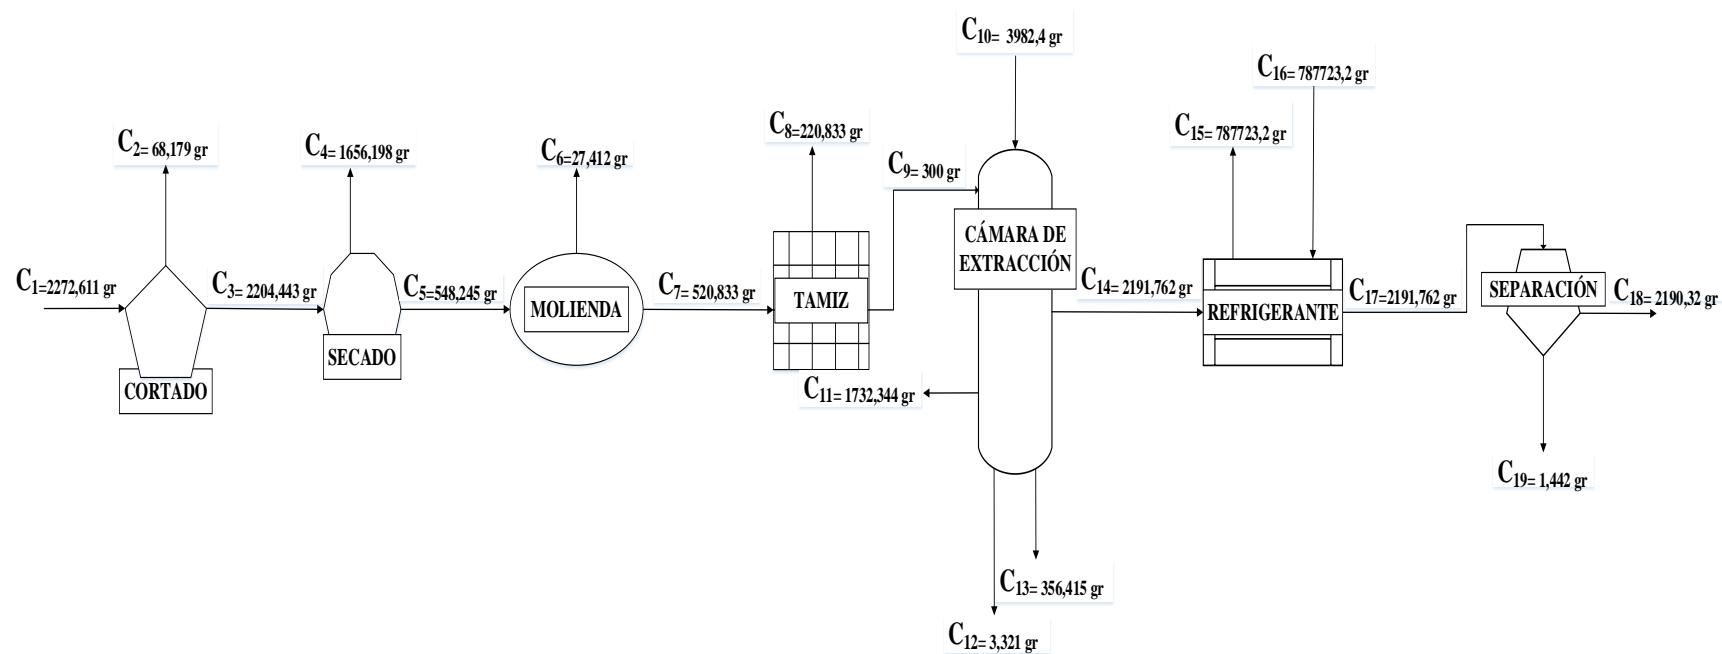 C10= 3982,4 gr
C16= 787723,2 gr
C2= 68,179 gr
C4= 1656,198 gr
C6=27,412 gr
C8=220,833 gr
C15= 787723,2 gr
C9= 300 gr
CÁMARA DE
EXTRACCIÓN
C1=2272,611 gr
C3= 2204,443 gr
C5=548,245 gr
MOLIENDA
C7= 520,833 gr
TAMIZ
C14= 2191,762 gr
REFRIGERANTE
C17=2191,762 gr
SEPARACIÓN
C18= 2190,32 gr
SECADO
CORTADO
C11= 1732,344 gr
C19= 1,442 gr
C13= 356,415 gr
C12= 3,321 gr